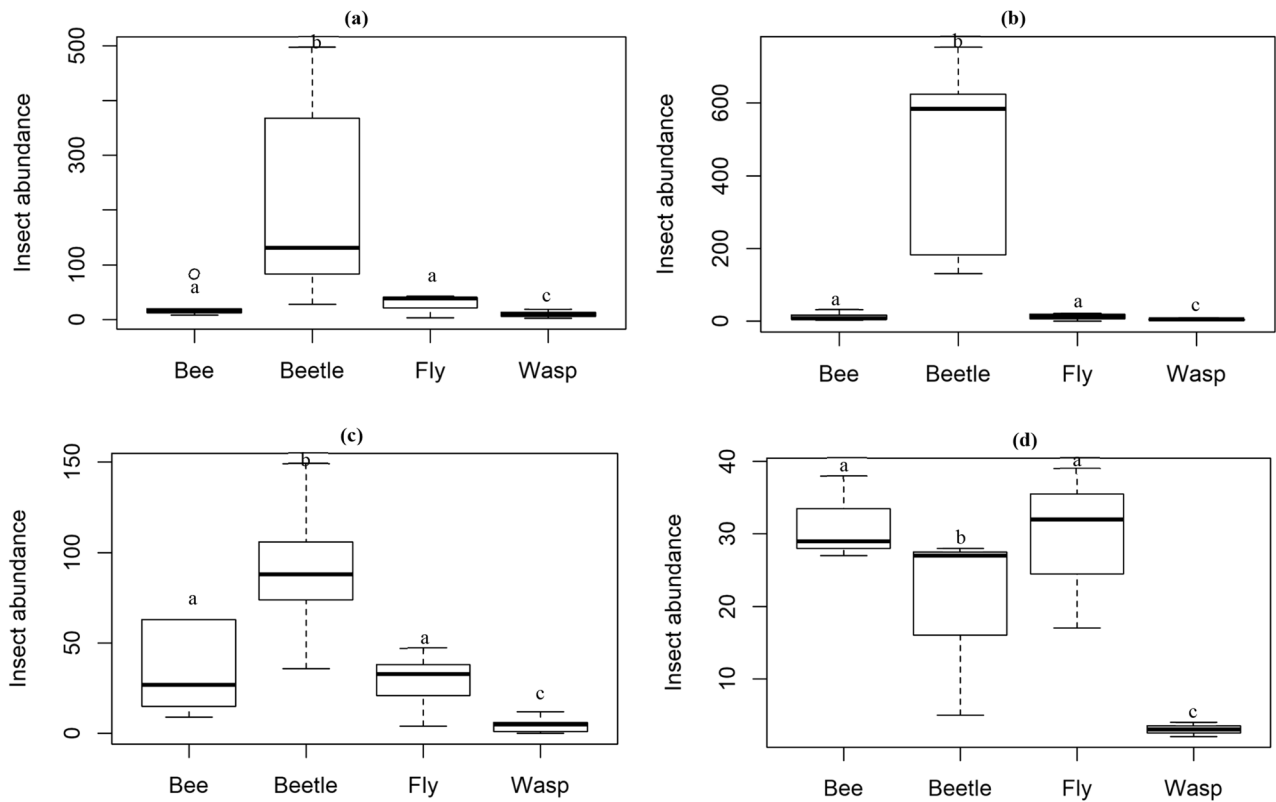 (a)
Insect abundance
500
300
100
0
b
a
a
c
Bee Beetle Fly Wasp
(b)
Insect abundance
600
400
200
0
b
a
a
c
Bee Beetle Fly Wasp
(c)
Insect abundance
150
100
50
0
b
a
a
c
Bee Beetle Fly Wasp
(d)
Insect abundance
40
30
20
10
a
a
b
c
Bee Beetle Fly Wasp